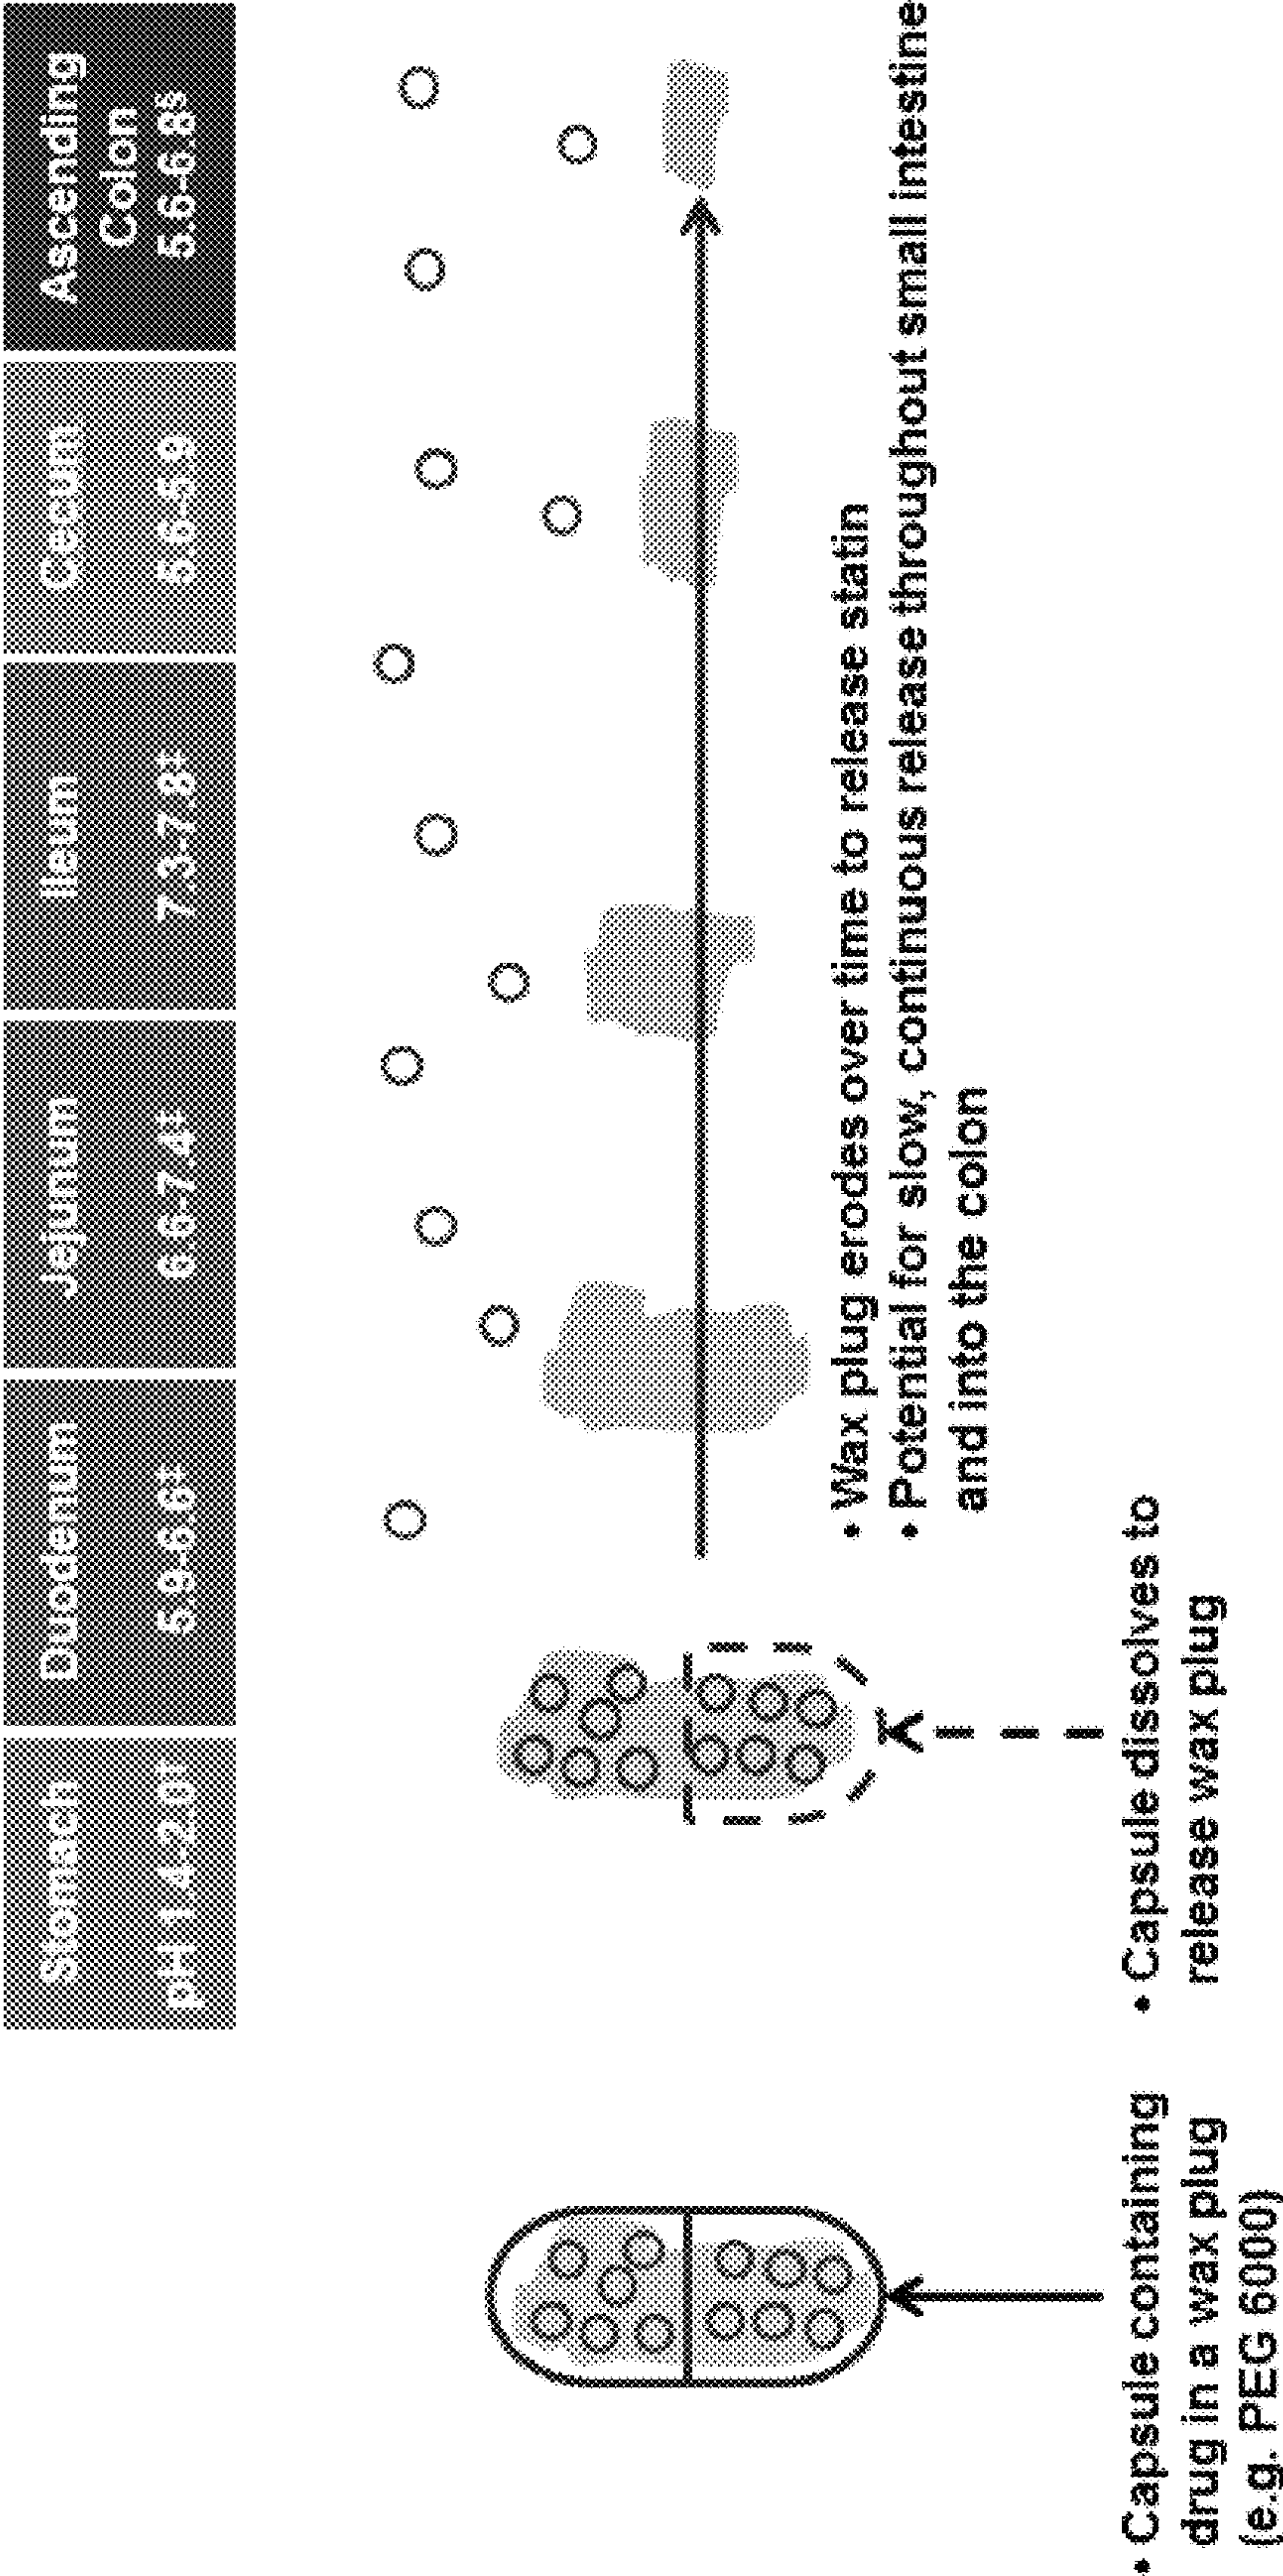 Stomach
pH 1.4-2.0†
Duodenum
5.9-6.6‡
Jejunum
6.6-7.4‡
Ileum
7.3-7.8‡
Cecum
5.6-5.9
Ascending
Colon
5.6-6.8§
• Capsule containing
drug in a wax plug
(e.g. PEG 6000)
• Capsule dissolves to
release wax plug
• Wax plug erodes over time to release statin
• Potential for slow, continuous release throughout small intestine
and into the colon